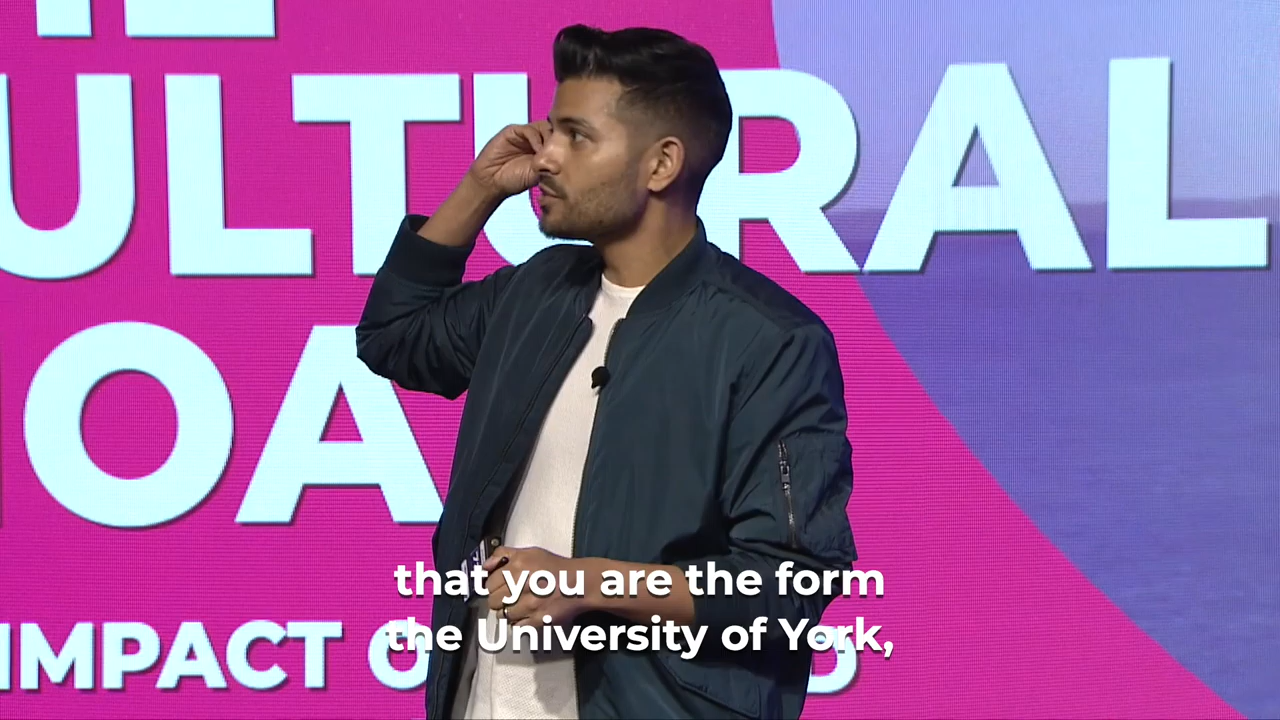 ULTURAL
OA
IMPACT O
that you are the form
the University of York,